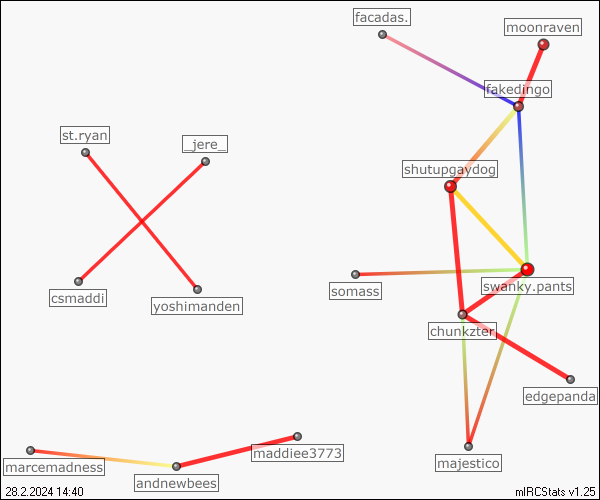 facadas.
moonraven
fakedingo
st.ryan
_jere_
shutupgaydog
csmaddi
yoshimanden
somass
swanky.pants
chunkzter
edgepanda
marcemadness
maddiee3773
andnewbees
majestico
28.2.2024 14:40
mIRCStats v1.25